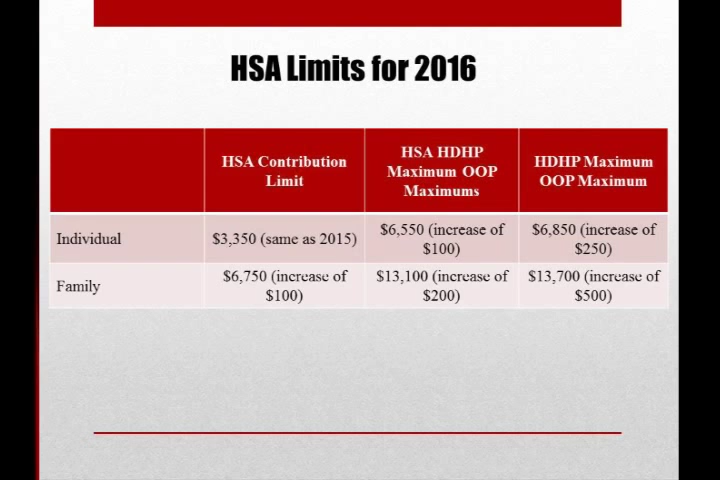 HSA Limits for 2016
HSA Contribution
Limit
HSA HDHP
Maximum OOP
Maximums
HDHP Maximum
OOP Maximum
Individual
$3,350 (same as 2015)
$6,550 (increase of
$100)
$6,850 (increase of
$250)
Family
$6,750 (increase of
$100)
$13,100 (increase of
$200)
$13,700 (increase of
$500)